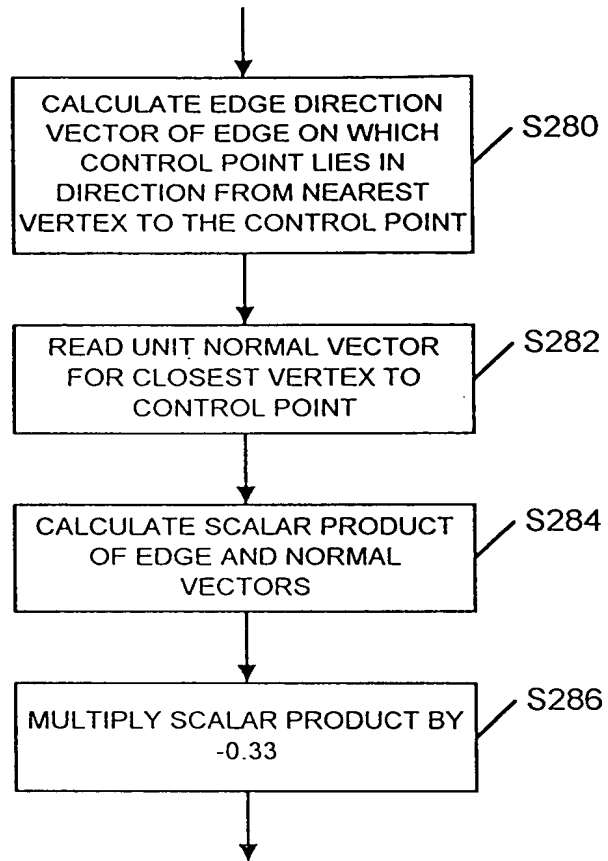 CALCULATE EDGE DIRECTION
VECTOR OF EDGE ON WHICH
CONTROL POINT LIES IN
DIRECTION FROM NEAREST
VERTEX TO THE CONTROL POINT
S280
READ UNIT NORMAL VECTOR
FOR CLOSEST VERTEX TO
CONTROL POINT
S282
CALCULATE SCALAR PRODUCT
OF EDGE AND NORMAL
VECTORS
S284
MULTIPLY SCALAR PRODUCT BY
-0.33
S286